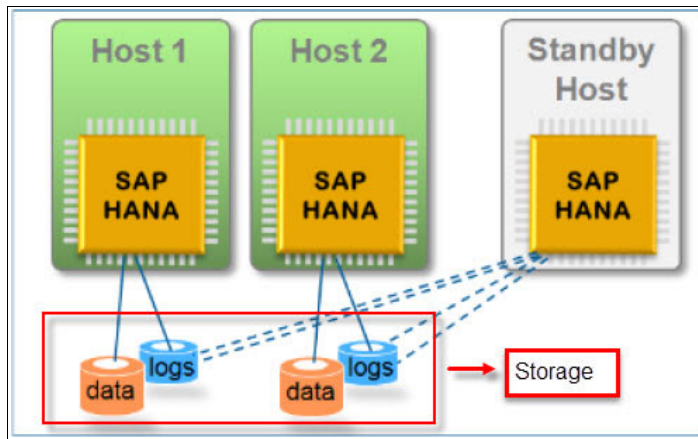 Host 1
Host 2
Standby
Host
SAP
HANA
SAP
HANA
SAP
HANA
data
logs
data
logs
Storage